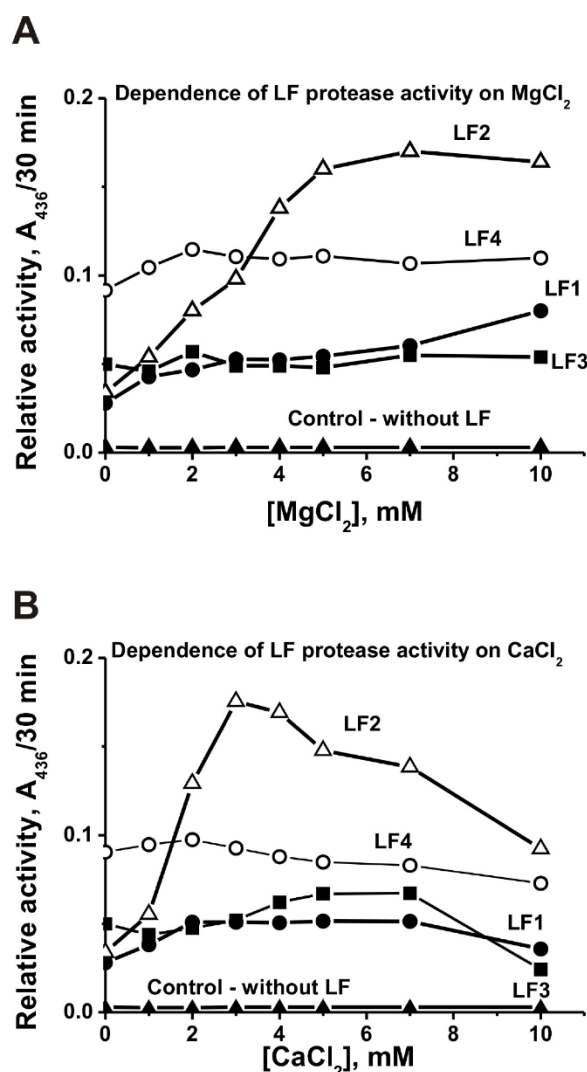 A
Dependence of LF protease activity on MgCl₂
0.2
0.1
0.0
Relative activity, A₄₃₆/30 min
LF2
LF4
LF1
LF3
Control - without LF
0 2 4 6 8 10
[MgCl₂], mM
B
Dependence of LF protease activity on CaCl₂
0.2
0.1
0.0
Relative activity, A₄₃₆/30 min
LF2
LF4
LF1
Control - without LF
LF3
0 2 4 6 8 10
[CaCl₂], mM